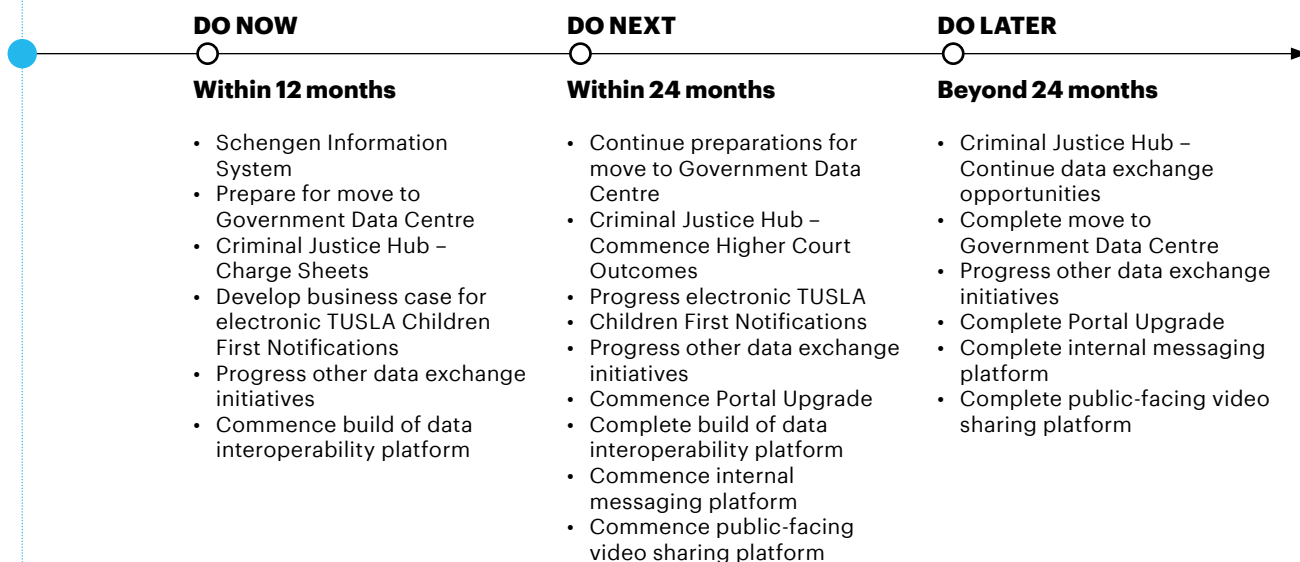 DO NOW
Within 12 months
• Schengen Information
System
• Prepare for move to
Government Data Centre
• Criminal Justice Hub –
Charge Sheets
• Develop business case for
electronic TUSLA Children
First Notifications
• Progress other data exchange
initiatives
• Commence build of data
interoperability platform
DO NEXT
Within 24 months
• Continue preparations for
move to Government Data
Centre
• Criminal Justice Hub –
Commence Higher Court
Outcomes
• Progress electronic TUSLA
• Children First Notifications
• Progress other data exchange
initiatives
• Commence Portal Upgrade
• Complete build of data
interoperability platform
• Commence internal
messaging platform
• Commence public-facing
video sharing platform
DO LATER
Beyond 24 months
• Criminal Justice Hub –
Continue data exchange
opportunities
• Complete move to
Government Data Centre
• Progress other data exchange
initiatives
• Complete Portal Upgrade
• Complete internal messaging
platform
• Complete public-facing video
sharing platform